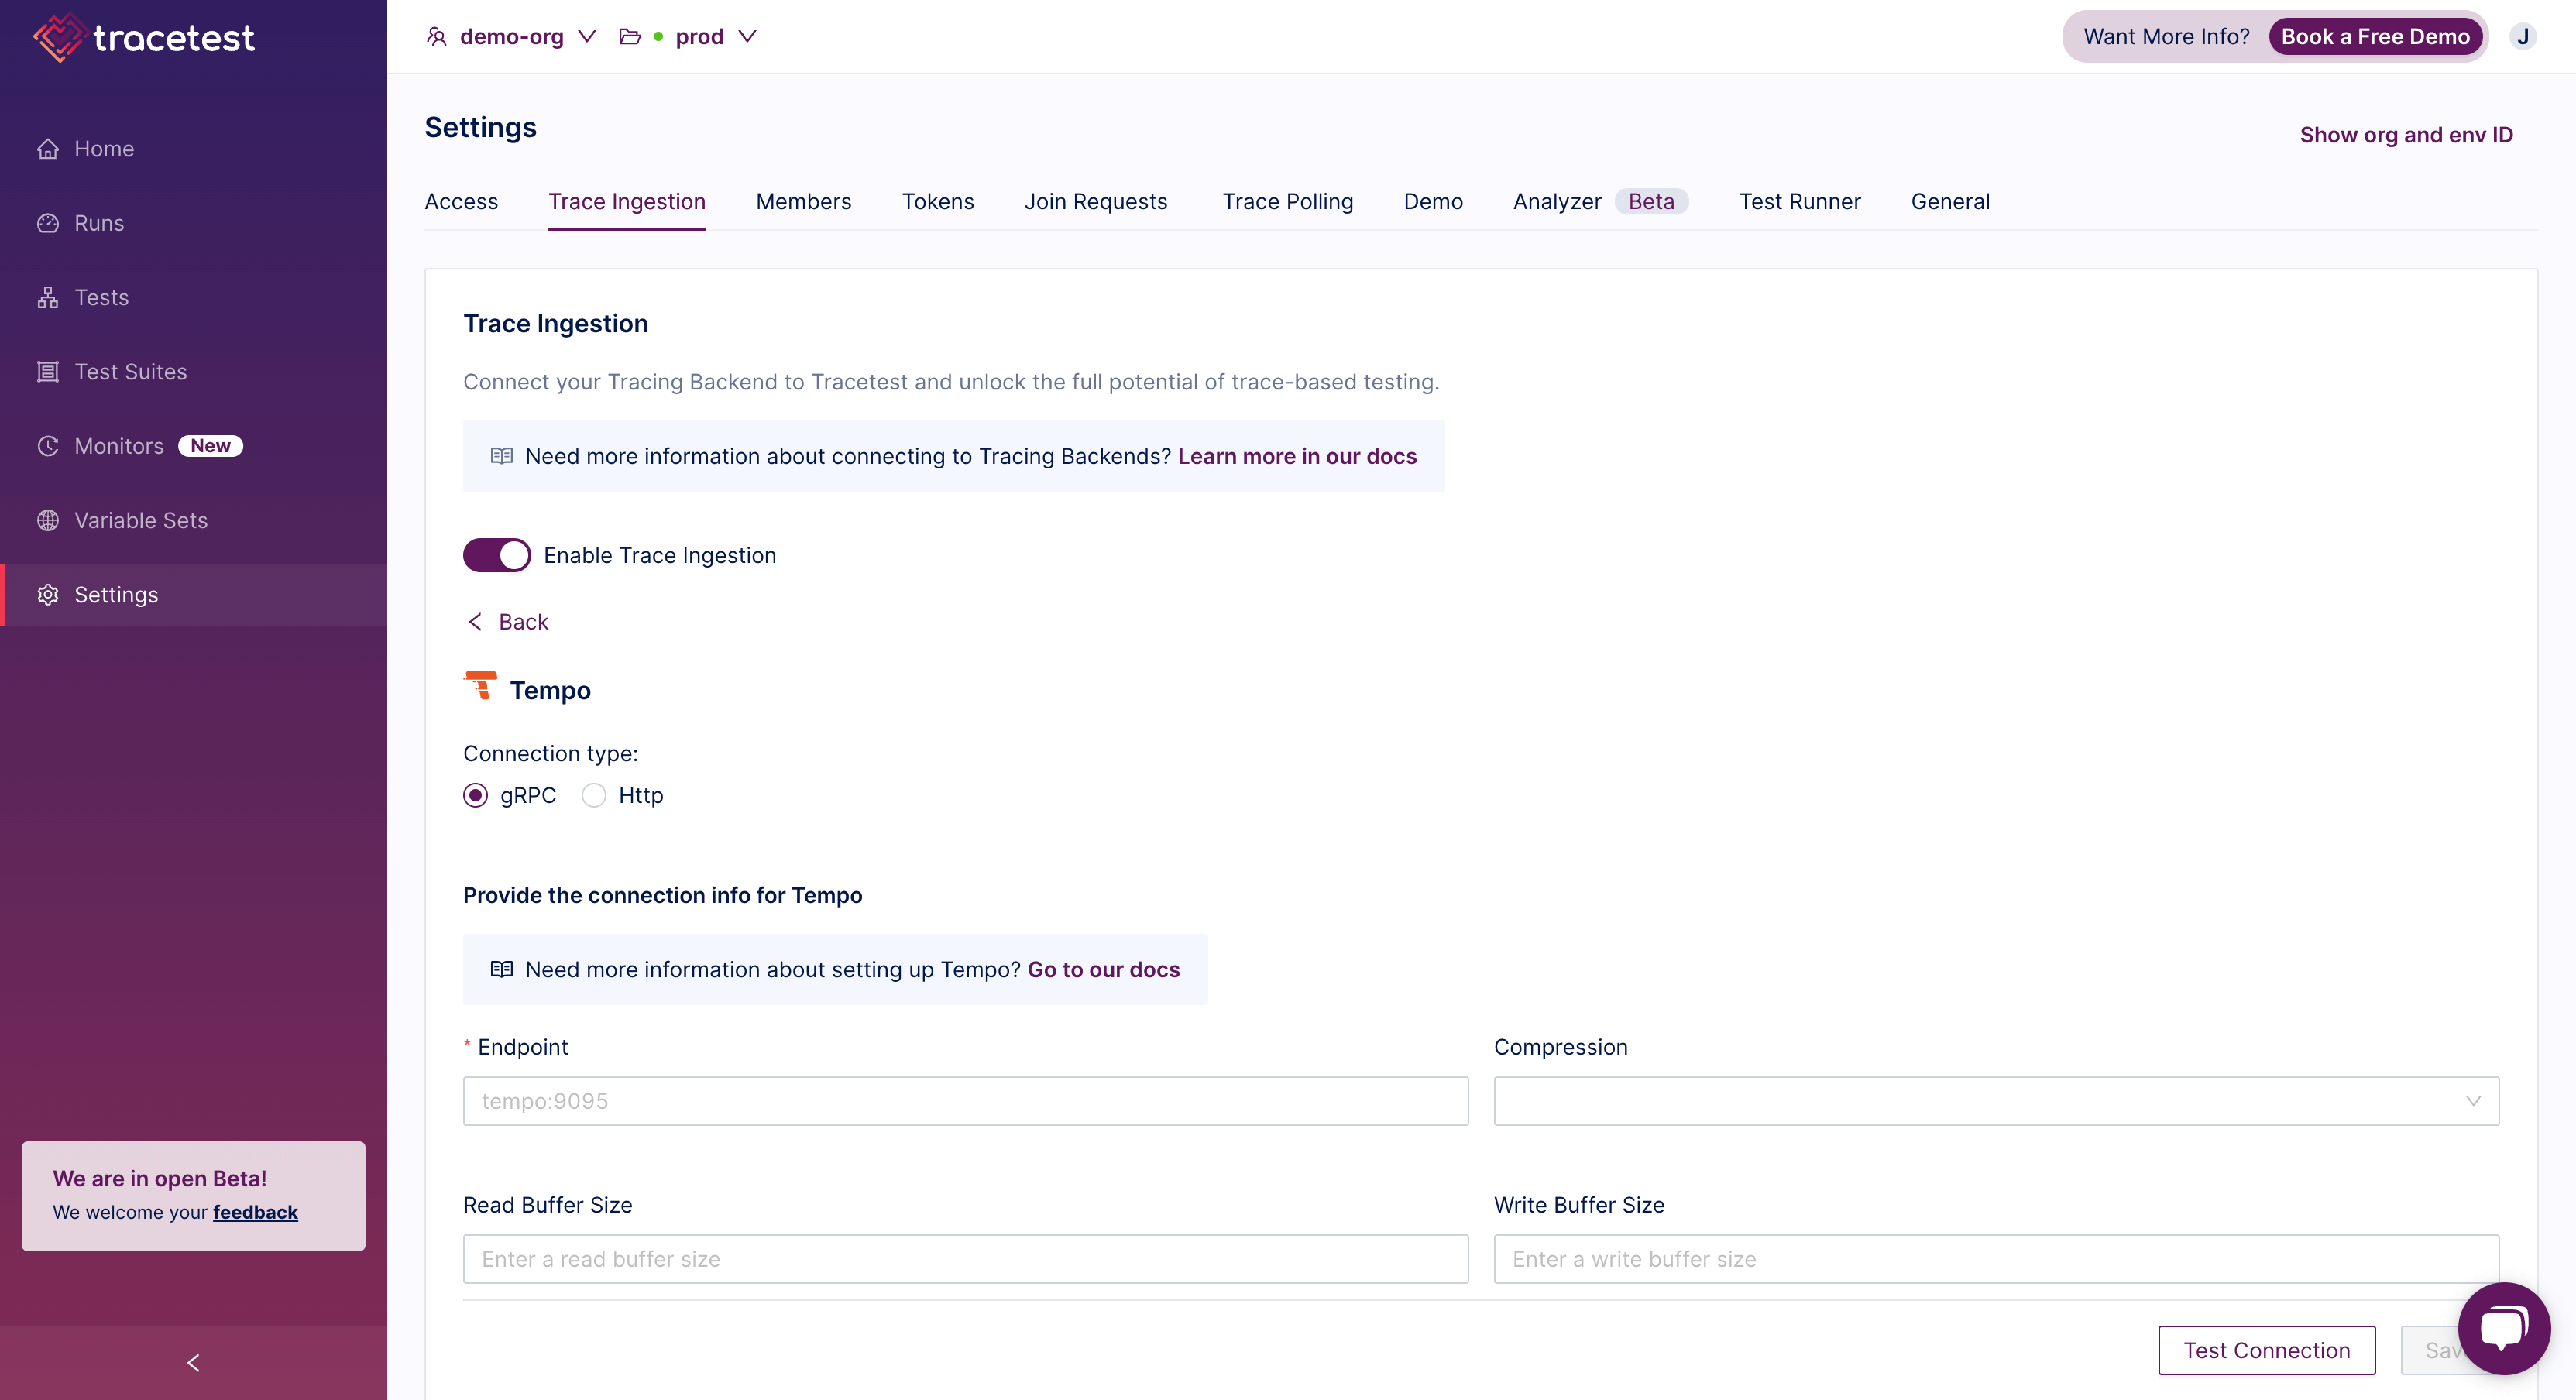 tracetest
demo-org
prod
Want More Info? Book a Free Demo
J
Home
Runs
Tests
Test Suites
Monitors New
Variable Sets
Settings
We are in open Beta!
We welcome your feedback
Settings
Show org and env ID
Access Trace Ingestion Members Tokens Join Requests Trace Polling Demo Analyzer Beta Test Runner General
Trace Ingestion
Connect your Tracing Backend to Tracetest and unlock the full potential of trace-based testing.
Need more information about connecting to Tracing Backends? Learn more in our docs
Enable Trace Ingestion
Back
Tempo
Connection type:
gRPC Http
Provide the connection info for Tempo
Need more information about setting up Tempo? Go to our docs
* Endpoint
Compression
tempo:9095
Read Buffer Size
Write Buffer Size
Enter a read buffer size
Enter a write buffer size
Test Connection